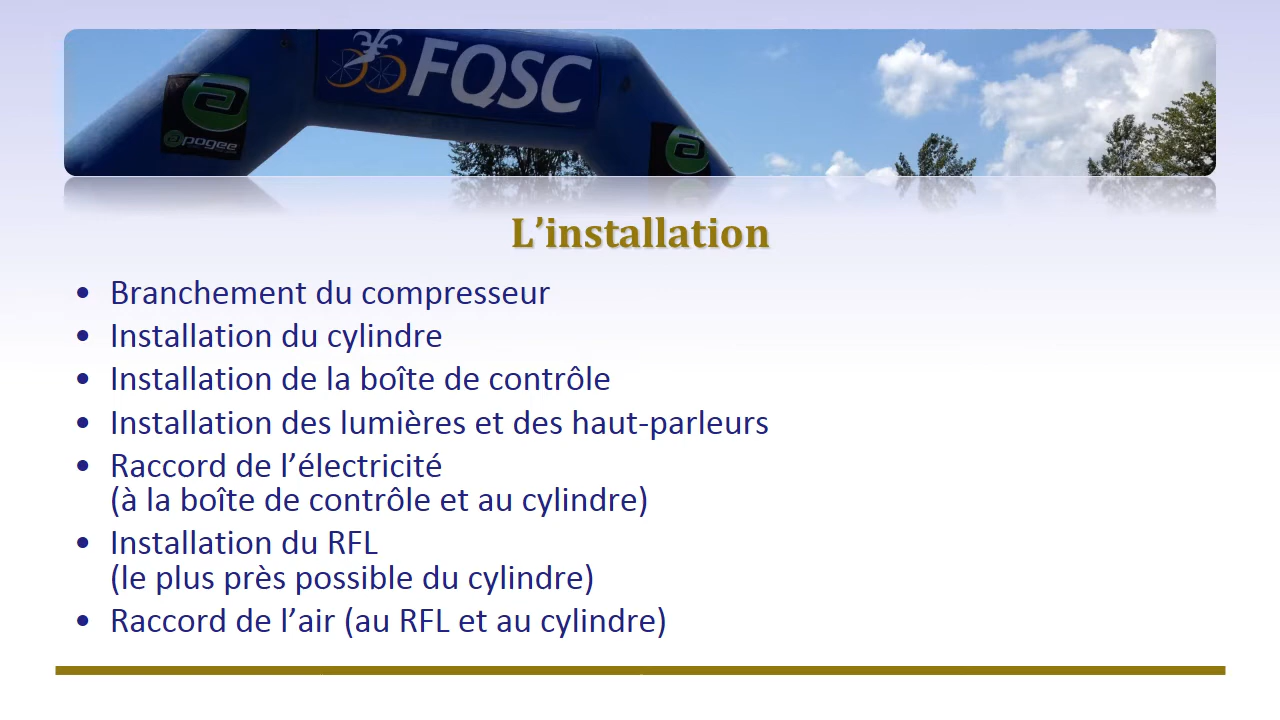 FQSC
apogee
L’installation
• Branchement du compresseur
• Installation du cylindre
• Installation de la boîte de contrôle
• Installation des lumières et des haut-parleurs
• Raccord de l’électricité
(à la boîte de contrôle et au cylindre)
• Installation du RFL
(le plus près possible du cylindre)
• Raccord de l’air (au RFL et au cylindre)